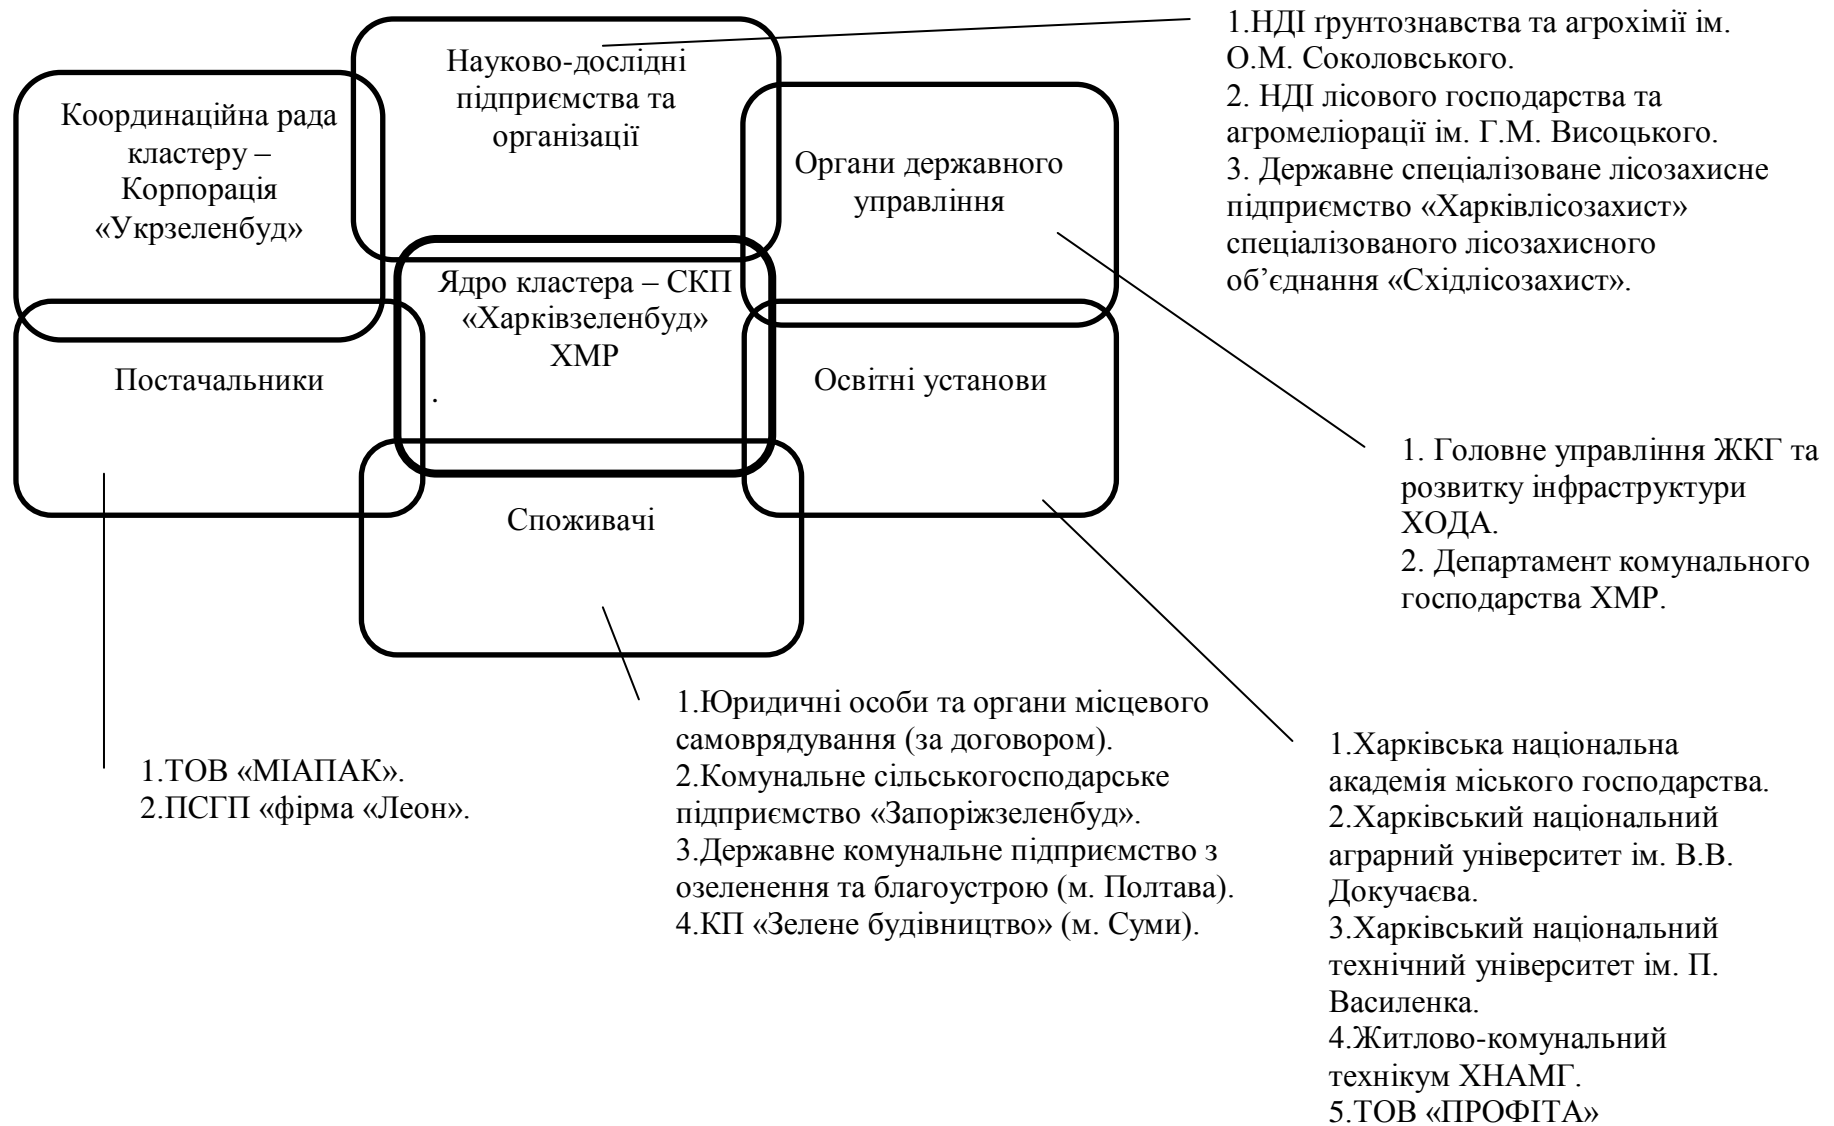 Науково-дослідні
підприємства та
організації
Координаційна рада
кластеру –
Корпорація
«Укрзеленбуд»
Органи державного
управління
Ядро кластера – СКП
«Харківзеленбуд»
ХМР
.
Постачальники
Освітні установи
Споживачі
1.НДІ ґрунтознавства та агрохімії ім.
О.М. Соколовського.
2. НДІ лісового господарства та
агромеліорації ім. Г.М. Висоцького.
3. Державне спеціалізоване лісозахисне
підприємство «Харківлісозахист»
спеціалізованого лісозахисного
об’єднання «Східлісозахист».
1. Головне управління ЖКГ та
розвитку інфраструктури
ХОДА.
2. Департамент комунального
господарства ХМР.
1.ТОВ «МІАПАК».
2.ПСГП «фірма «Леон».
1.Юридичні особи та органи місцевого
самоврядування (за договором).
2.Комунальне сільськогосподарське
підприємство «Запоріжзеленбуд».
3.Державне комунальне підприємство з
озеленення та благоустрою (м. Полтава).
4.КП «Зелене будівництво» (м. Суми).
1.Харківська національна
академія міського господарства.
2.Харківський національний
аграрний університет ім. В.В.
Докучаєва.
3.Харківський національний
технічний університет ім. П.
Василенка.
4.Житлово-комунальний
технікум ХНАМГ.
5.ТОВ «ПРОФІТА»